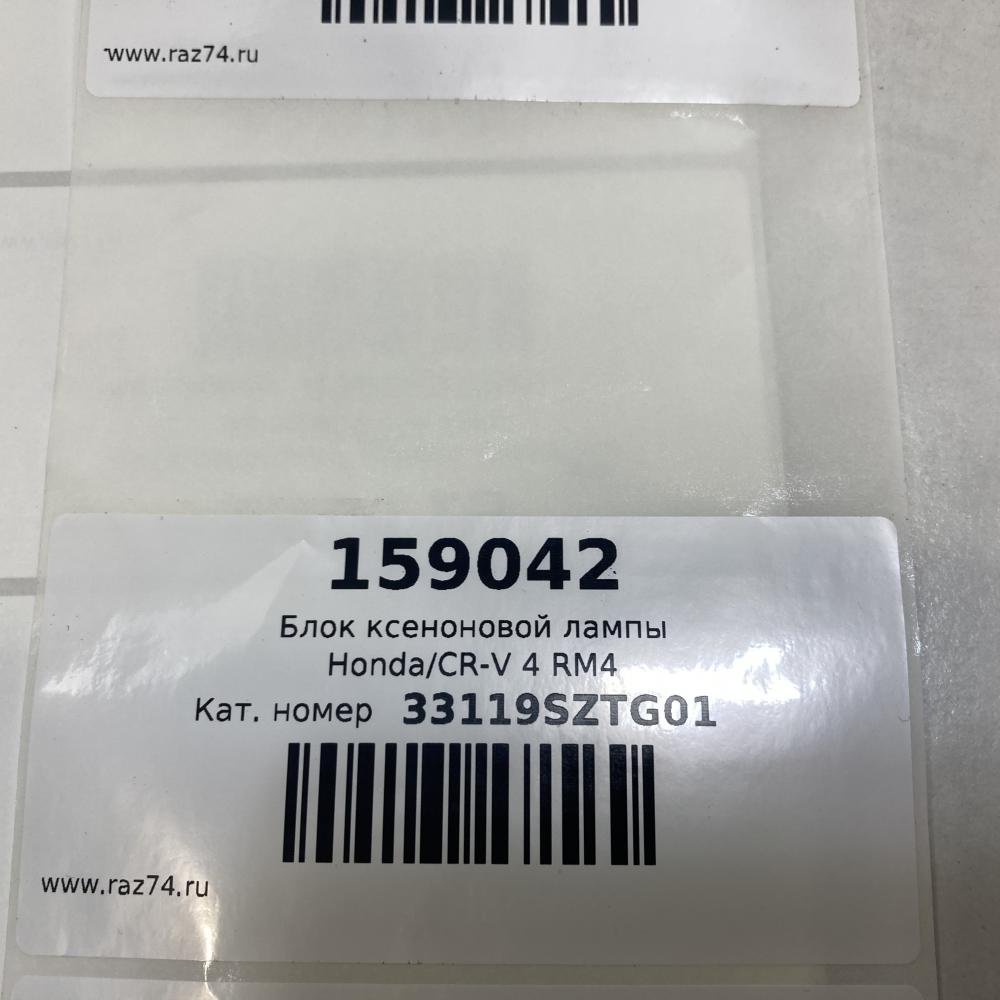 www.raz74.ru
159042
Блок ксеноновой лампы
Honda/CR-V 4 RM4
Кат. номер 33119SZTG01
www.raz74.ru